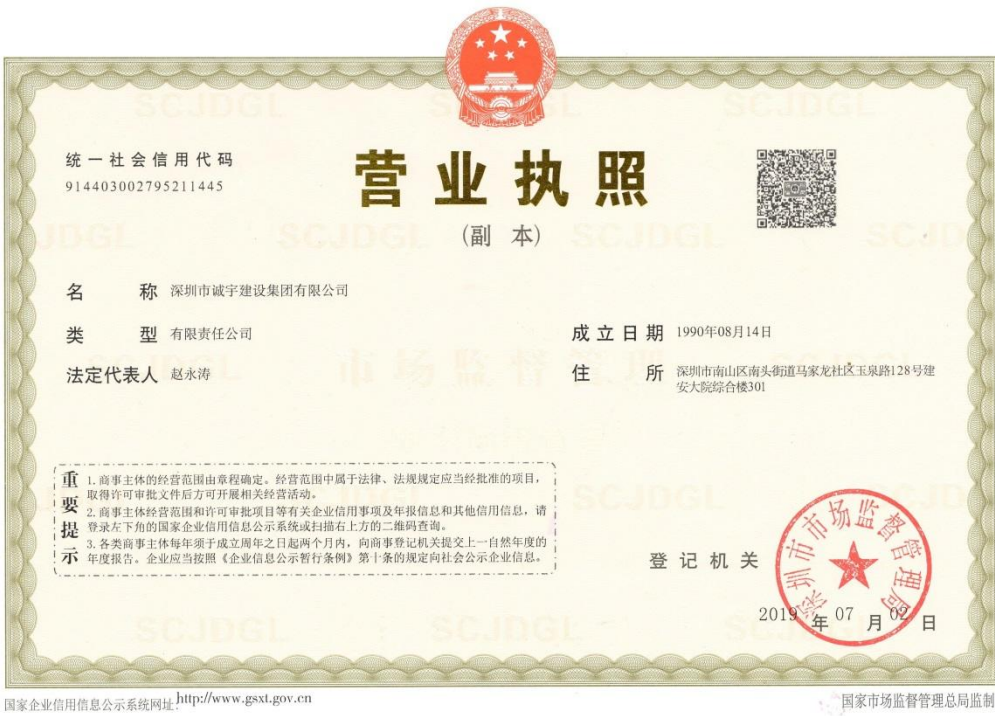 统一社会信用代码
914403002795211445
营业执照
(副 本)
名 称 深圳市诚宇建设集团有限公司
类 型 有限责任公司
法定代表人 赵永涛
成立日期 1990年08月14日
住 所 深圳市南山区南头街道马家龙社区玉泉路128号建
安大院综合楼301
重要提示
1.商事主体的经营范围由章程确定。经营范围中属于法律、法规规定应当经批准的项目，
取得许可审批文件后方可开展相关经营活动。
2.商事主体经营范围和许可审批项目等有关企业信用事项及年报信息和其他信用信息，请
登录左下角的国家企业信用信息公示系统或扫描右上方的二维码查询。
3.各类商事主体每年须于成立周年之日起两个月内，向商事登记机关提交上一自然年度的
年度报告。企业应当按照《企业信息公示暂行条例》第十条的规定向社会公示企业信息。
登记机关
深圳市市场监督管理局
2019 年 07 月 02 日
国家企业信用信息公示系统网址:http://www.gsxt.gov.cn
国家市场监督管理总局监制
SCJDGL
市场监督管理